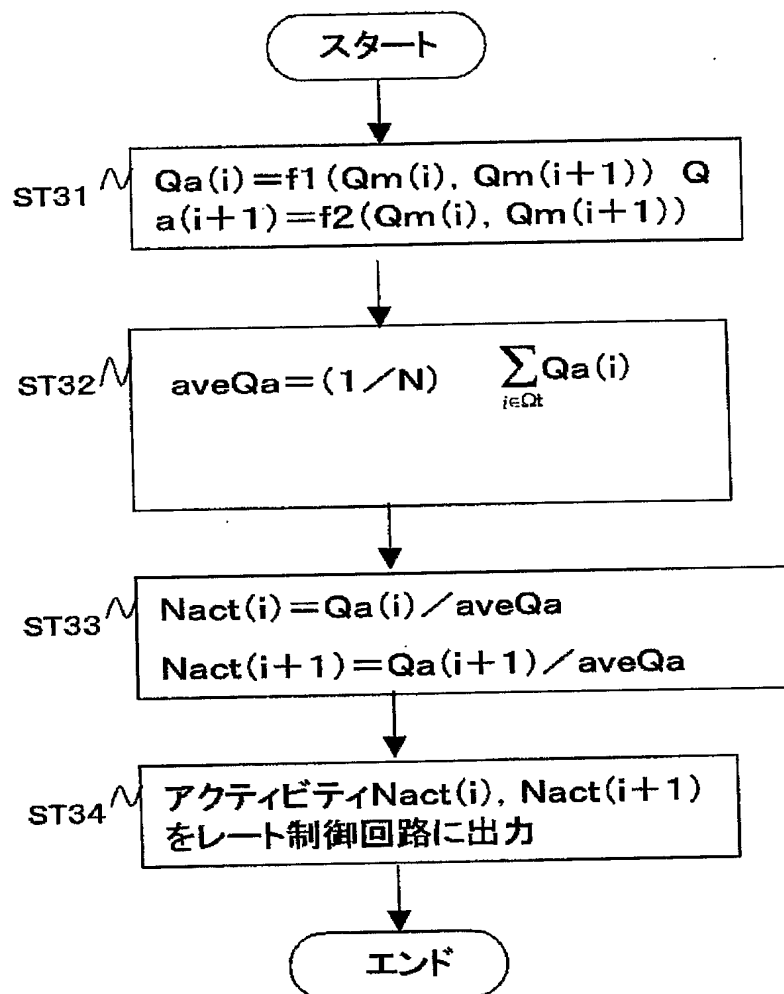 スタート
ST31
Qa(i)=f1(Qm(i), Qm(i+1)) Q
a(i+1)=f2(Qm(i), Qm(i+1))
ST32
aveQa=(1/N) ∑Qa(i)
i∈Ωt
ST33
Nact(i)=Qa(i)/aveQa
Nact(i+1)=Qa(i+1)/aveQa
ST34
アクティビティNact(i), Nact(i+1)
をレート制御回路に出力
エンド